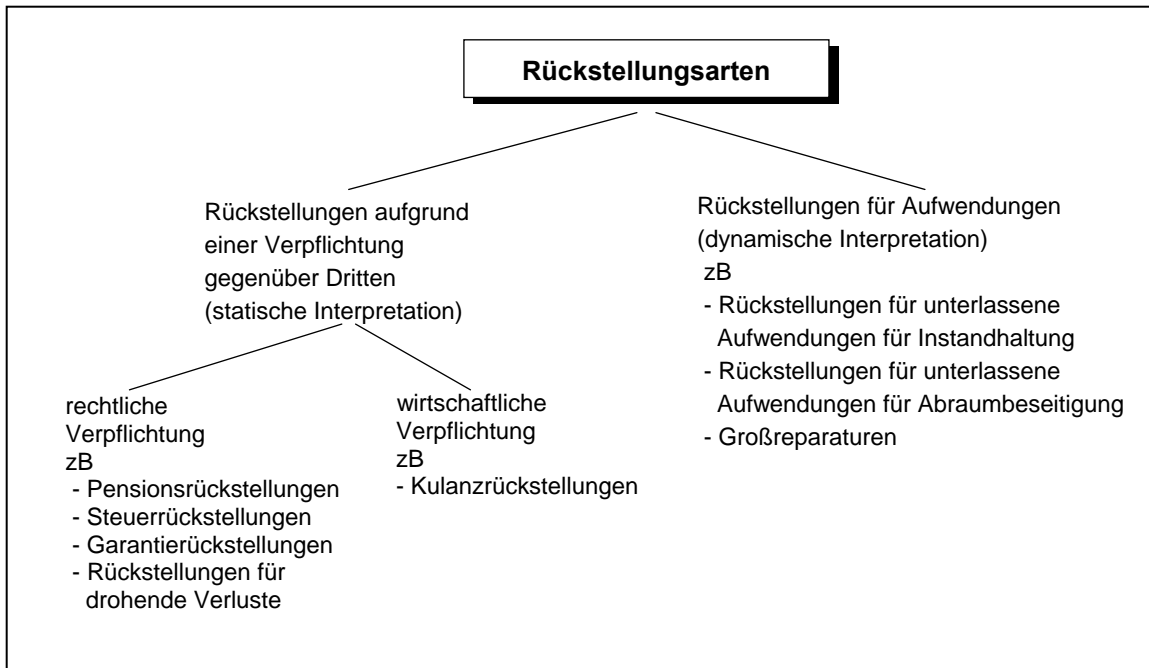 Rückstellungsarten
Rückstellungen aufgrund
einer Verpflichtung
gegenüber Dritten
(statische Interpretation)
rechtliche
Verpflichtung
zB
- Pensionsrückstellungen
- Steuerrückstellungen
- Garantierückstellungen
- Rückstellungen für
drohende Verluste
wirtschaftliche
Verpflichtung
zB
- Kulanzrückstellungen
Rückstellungen für Aufwendungen
(dynamische Interpretation)
zB
- Rückstellungen für unterlassene
Aufwendungen für Instandhaltung
- Rückstellungen für unterlassene
Aufwendungen für Abraumbeseitigung
- Großreparaturen